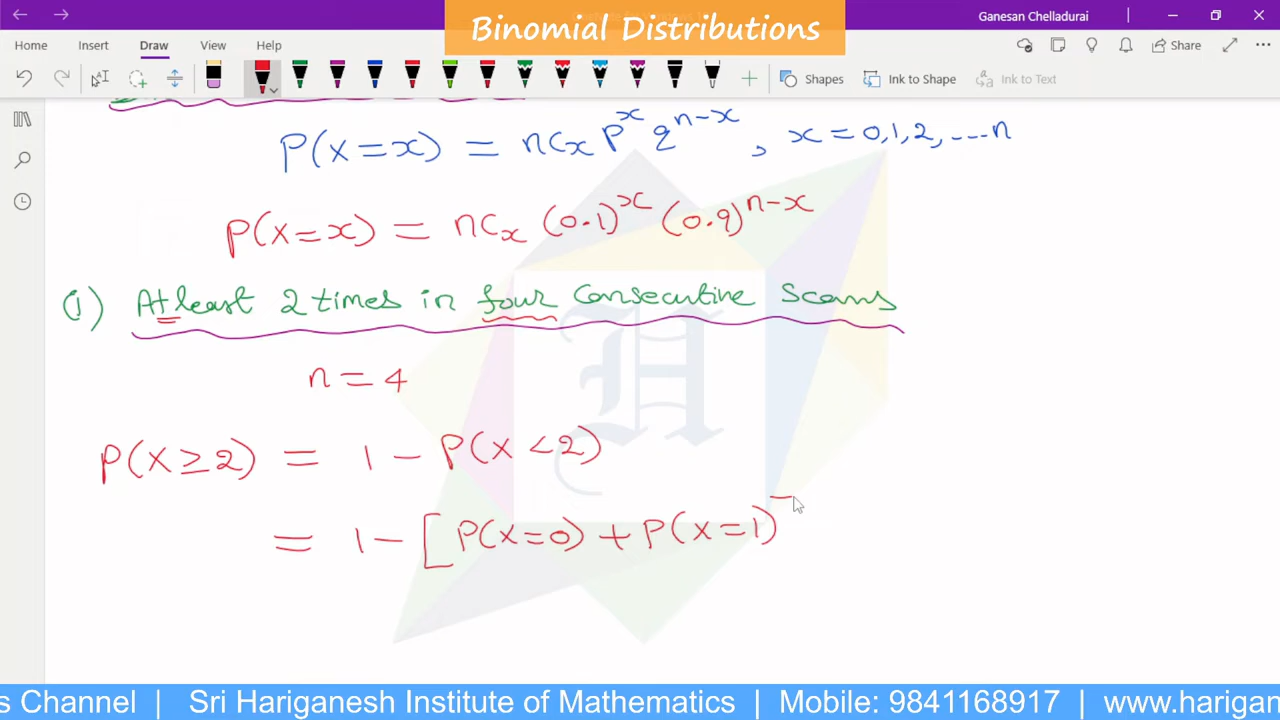 Binomial Distributions
Ganesan Chelladurai
Home Insert Draw View Help
Share
Shapes Ink to Shape Ink to Text
P(X=x) = nCx p^x q^n-x , x = 0,1,2,....n
P(X=x) = nCx (0.1)^x (0.9)^n-x
(1) Atleast 2 times in four Consecutive Scans
n = 4
P(X≥2) = 1 - P(X<2)
= 1 - [P(X=0) + P(X=1)
s Channel | Sri Hariganesh Institute of Mathematics | Mobile: 9841168917 | www.harigan